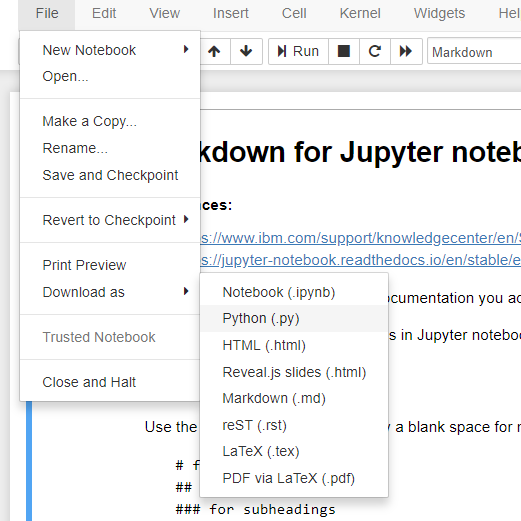 File Edit View Insert Cell Kernel Widgets Hel
New Notebook
Run Markdown
Open...
Make a Copy...
Rename...
kdown for Jupyter noteb
Save and Checkpoint
nces:
Revert to Checkpoint
s://www.ibm.com/support/knowledgecenter/en/S
s://jupyter-notebook.readthedocs.io/en/stable/e
Print Preview
Download as
Notebook (.ipynb)
ocumentation you ac
Python (.py)
Trusted Notebook
s in Jupyter noteboo
HTML (.html)
Reveal.js slides (.html)
Close and Halt
Markdown (.md)
reST (.rst)
Use the
y a blank space for n
LaTeX (.tex)
# f
PDF via LaTeX (.pdf)
##
### for subheadings